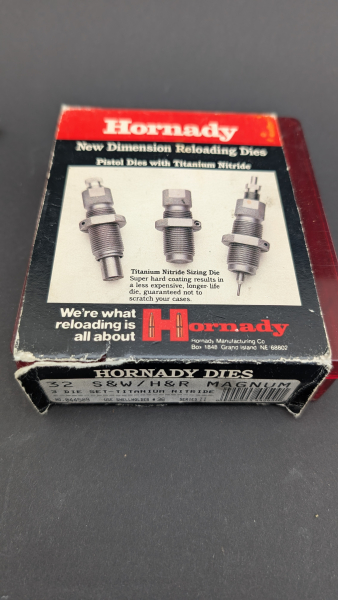 Hornady
New Dimension Reloading Dies
Pistol Dies with Titanium Nitride
Titanium Nitride Sizing Die
Super hard coating results in
a less expensive, longer-life
die, guaranteed not to
scratch your cases.
We're what
reloading is
all about
Hornady
Hornady Manufacturing Co.
Box 1848 Grand Island NE 68802
HORNADY DIES
32 S&W/H&R MAGNUM
3 DIE SET-TITANIUM NITRIDE
USE SHELLHOLDER